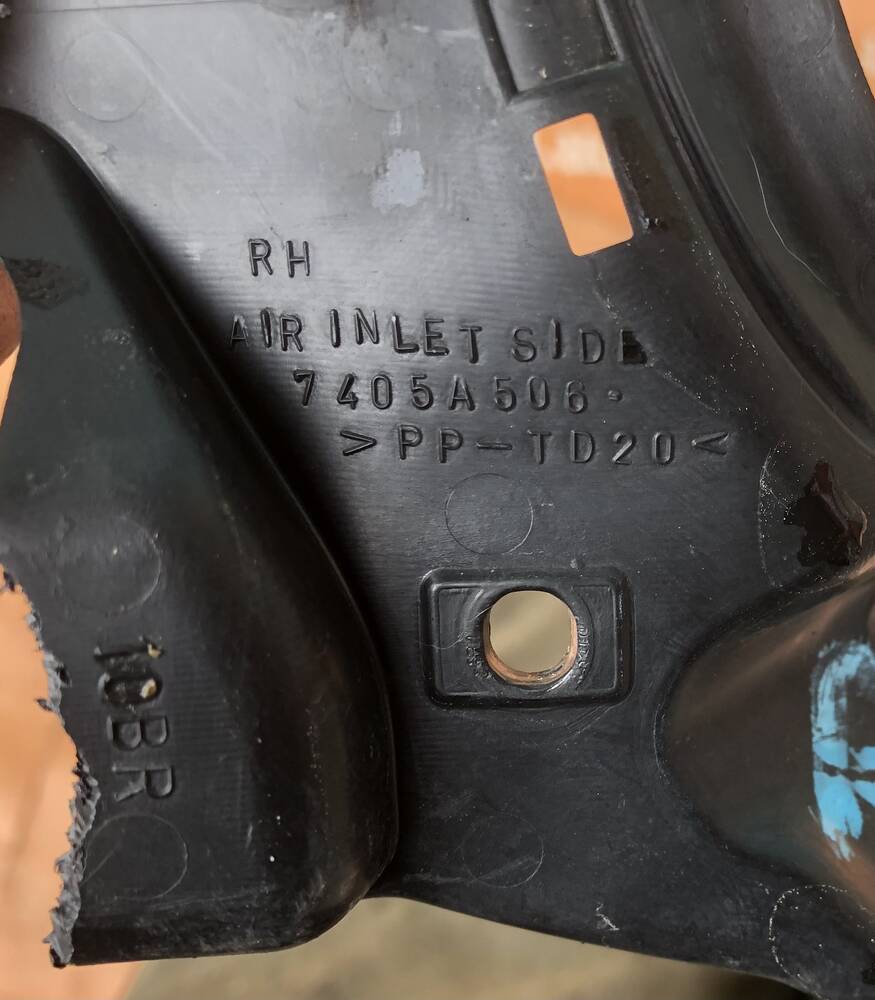 RH
AIR INLET SIDE
7405A506
>PP-TD20<
10BR